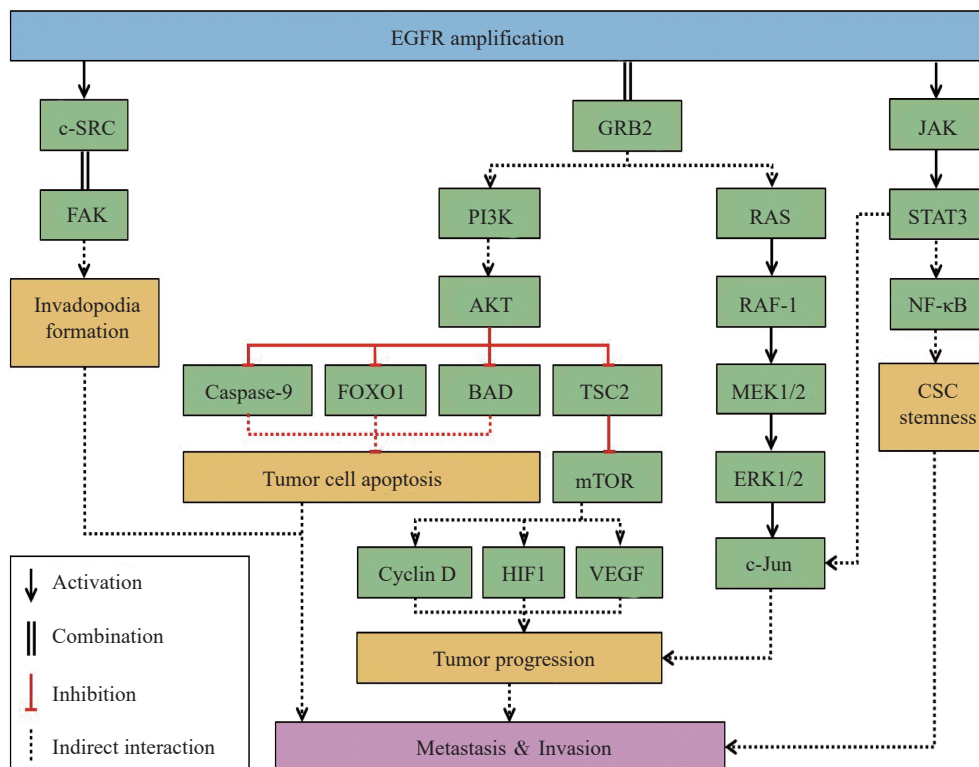 EGFR amplification
c-SRC
GRB2
JAK
FAK
PI3K
RAS
STAT3
Invadopodia
formation
AKT
RAF-1
NF-κB
Caspase-9
FOXO1
BAD
TSC2
MEK1/2
CSC
stemness
Tumor cell apoptosis
mTOR
ERK1/2
Cyclin D
HIF1
VEGF
c-Jun
Tumor progression
Metastasis & Invasion
Activation
Combination
Inhibition
Indirect interaction